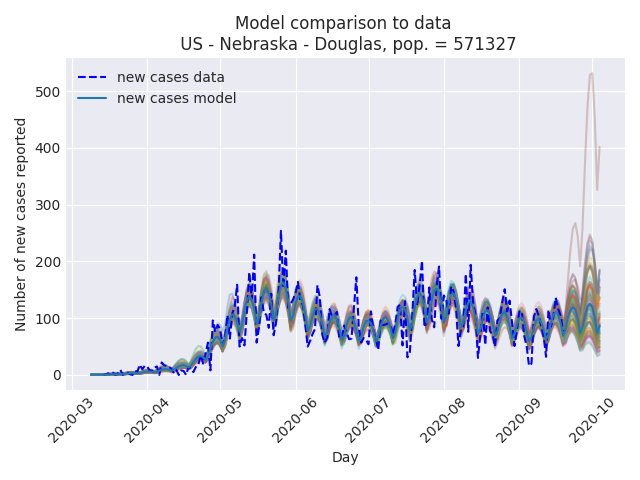 Model comparison to data
US - Nebraska - Douglas, pop. = 571327
new cases data
new cases model
Number of new cases reported
500
400
300
200
100
0
2020-03
2020-04
2020-05
2020-06
2020-07
2020-08
2020-09
2020-10
Day